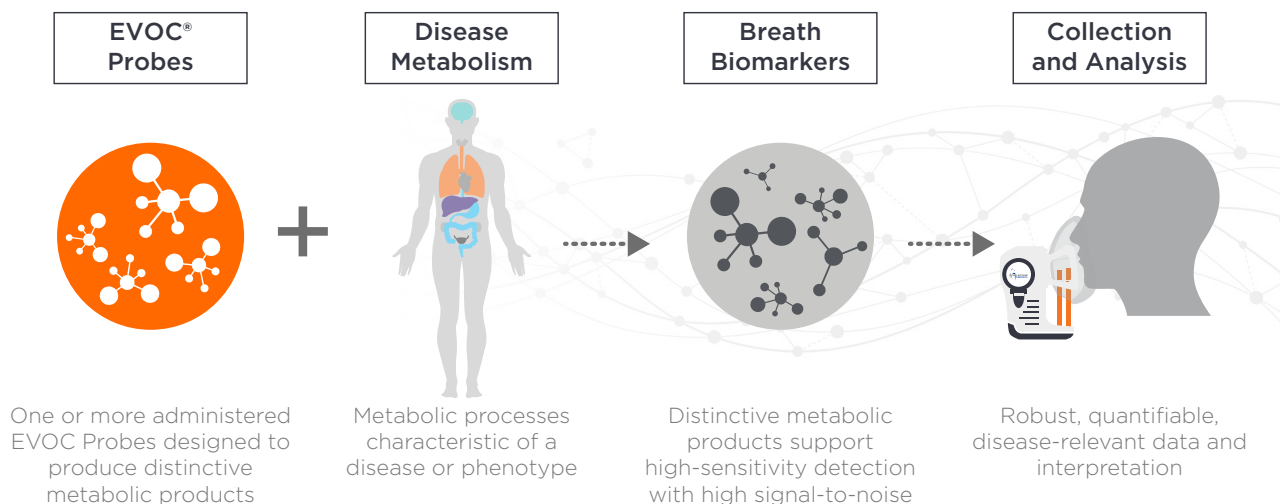 EVOC®
Probes
Disease
Metabolism
Breath
Biomarkers
Collection
and Analysis
One or more administered
EVOC Probes designed to
produce distinctive
metabolic products
Metabolic processes
characteristic of a
disease or phenotype
Distinctive metabolic
products support
high-sensitivity detection
with high signal-to-noise
Robust, quantifiable,
disease-relevant data and
interpretation